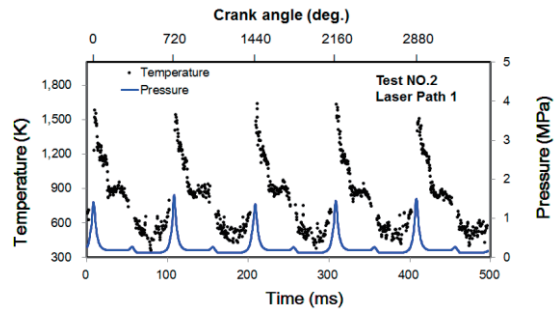 Crank angle (deg.)
0 720 1440 2160 2880
1,800 1,500 1,200 900 600 300
Temperature (K)
Temperature
Pressure
Test NO.2
Laser Path 1
5 4 3 2 1 0
Pressure (MPa)
0 100 200 300 400 500
Time (ms)